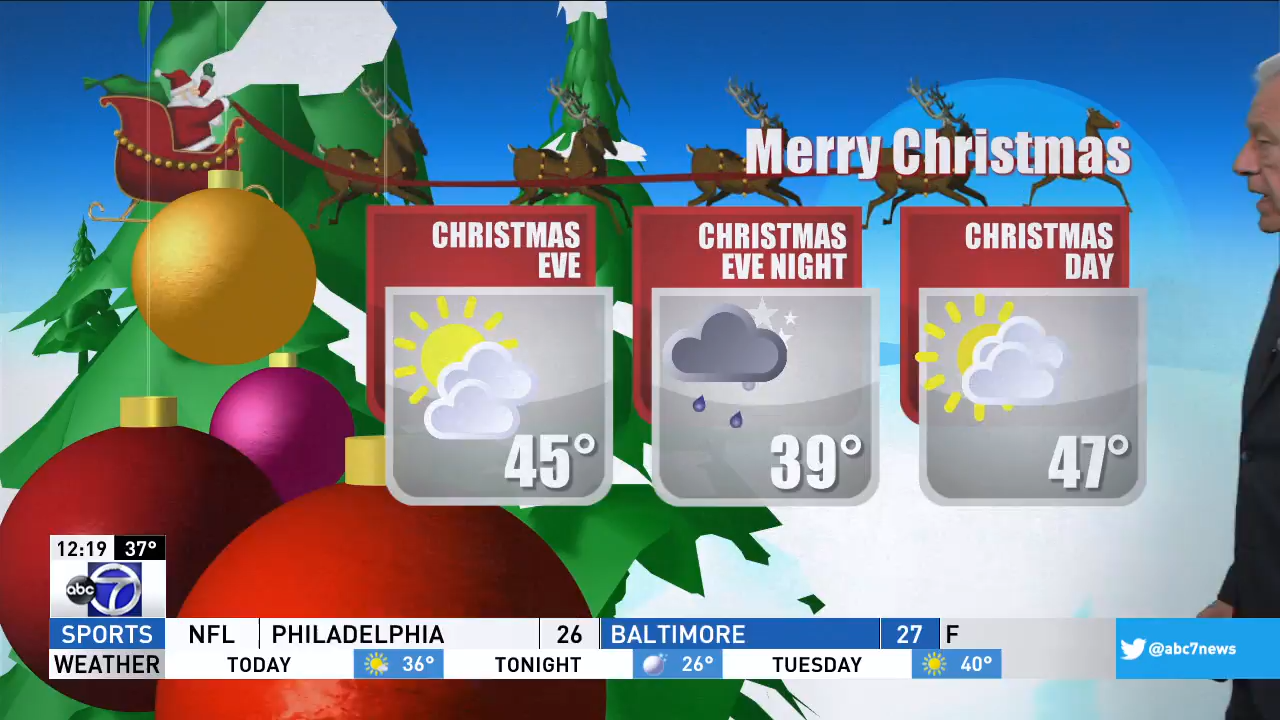 Merry Christmas
CHRISTMAS
EVE
45°
CHRISTMAS
EVE NIGHT
39°
CHRISTMAS
DAY
47°
12:19 37°
abc 7
SPORTS NFL PHILADELPHIA 26 BALTIMORE 27 F
WEATHER TODAY 36° TONIGHT 26° TUESDAY 40°
@abc7news